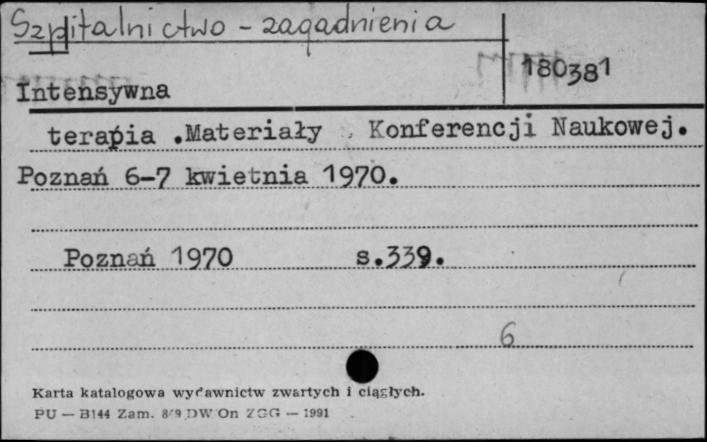 Szpitalnictwo - zagadnienia
180381
Intensywna
terapia .Materiały Konferencji Naukowej.
Poznań 6-7 kwietnia 1970.
Poznań 1970 s.339.
6
Karta katalogowa wydawnictw zwartych i ciągłych.
PU — B144 Zam. 8/9 DW On ZGG — 1991